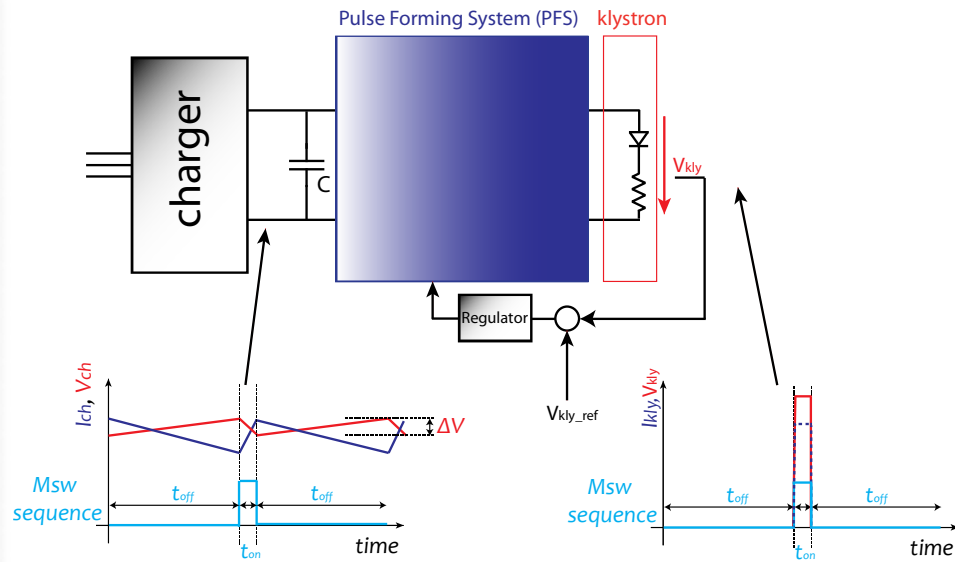 Pulse Forming System (PFS)
klystron
charger
C
Vkly
Regulator
Vkly_ref
Ich, Vch
ΔV
Msw
sequence
toff
toff
ton
time
Ikly,Vkly
Msw
sequence
toff
toff
ton
time